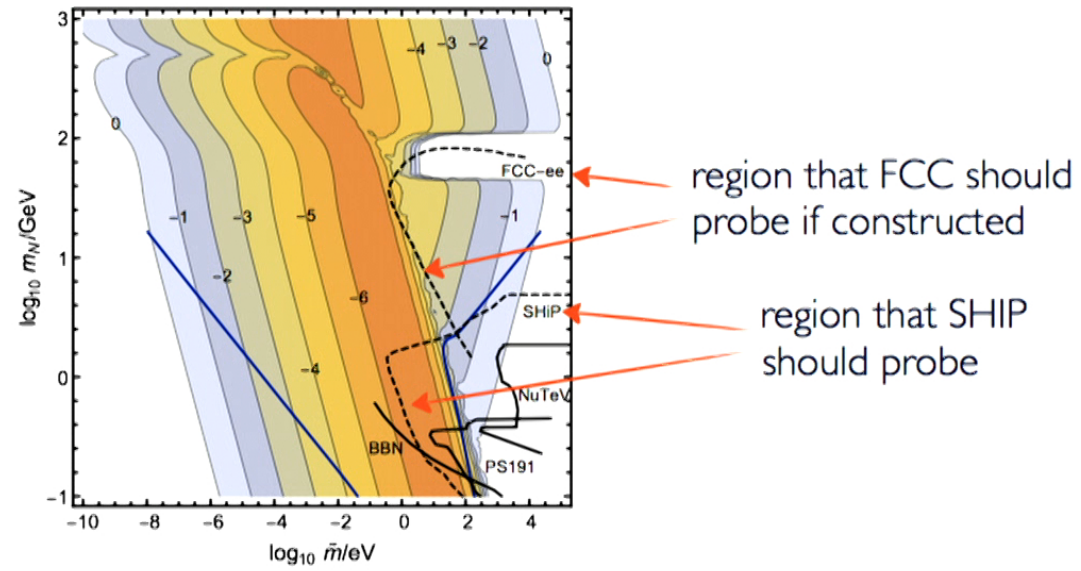 3
2
1
0
−1
−10
−8
−6
−4
−2
0
2
4
log₁₀ m_N/GeV
log₁₀ m̃/eV
0
−1
−2
−3
−4
−5
−6
−4
−3
−2
0
−1
FCC−ee
SHiP
NuTeV
PS191
BBN
region that FCC should
probe if constructed
region that SHIP
should probe